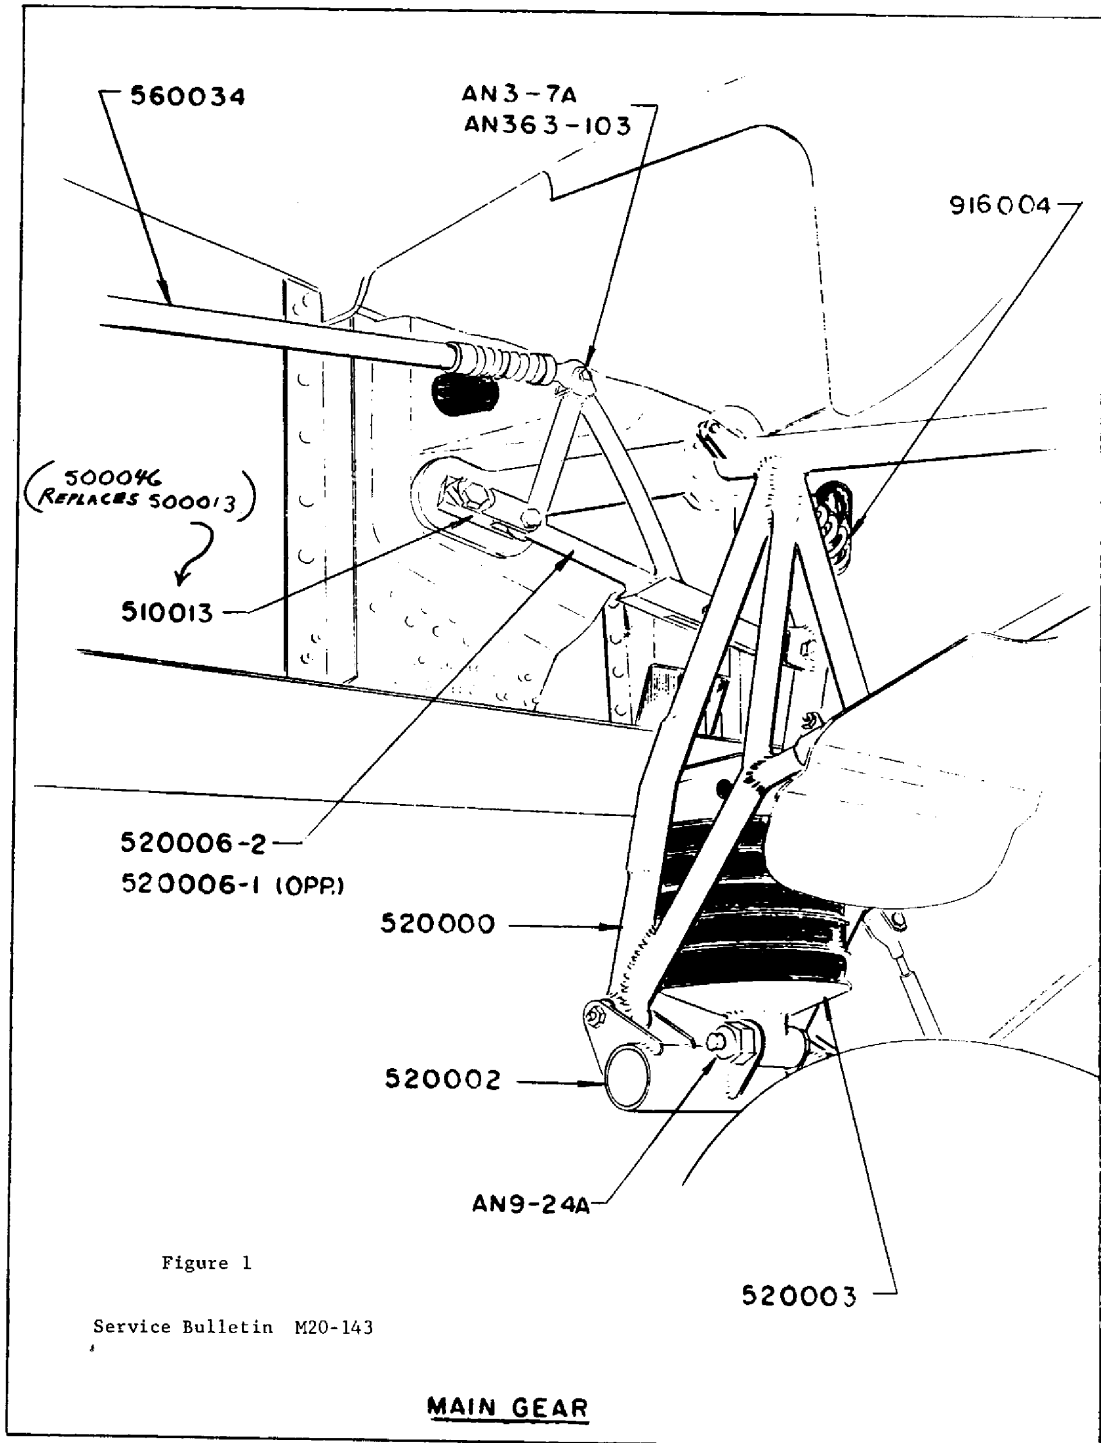 560034
AN3-7A
AN363-103
916004
(500046
REPLACES 500013)
510013
520006-2
520006-1 (OPP.)
520000
520002
AN9-24A
520003
Figure 1
Service Bulletin M20-143
MAIN GEAR